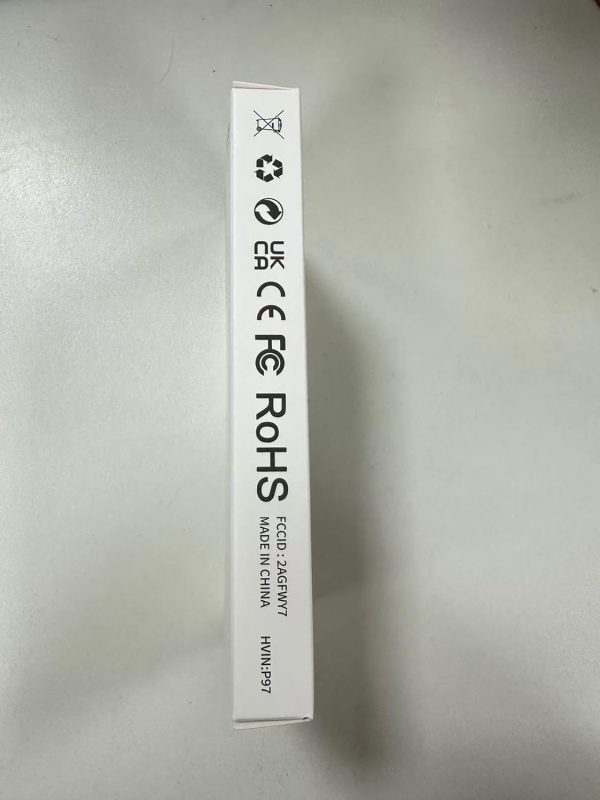 UK
CA
CE
FC
RoHS
FCCID : 2AGFWY7
MADE IN CHINA
HVIN:P97